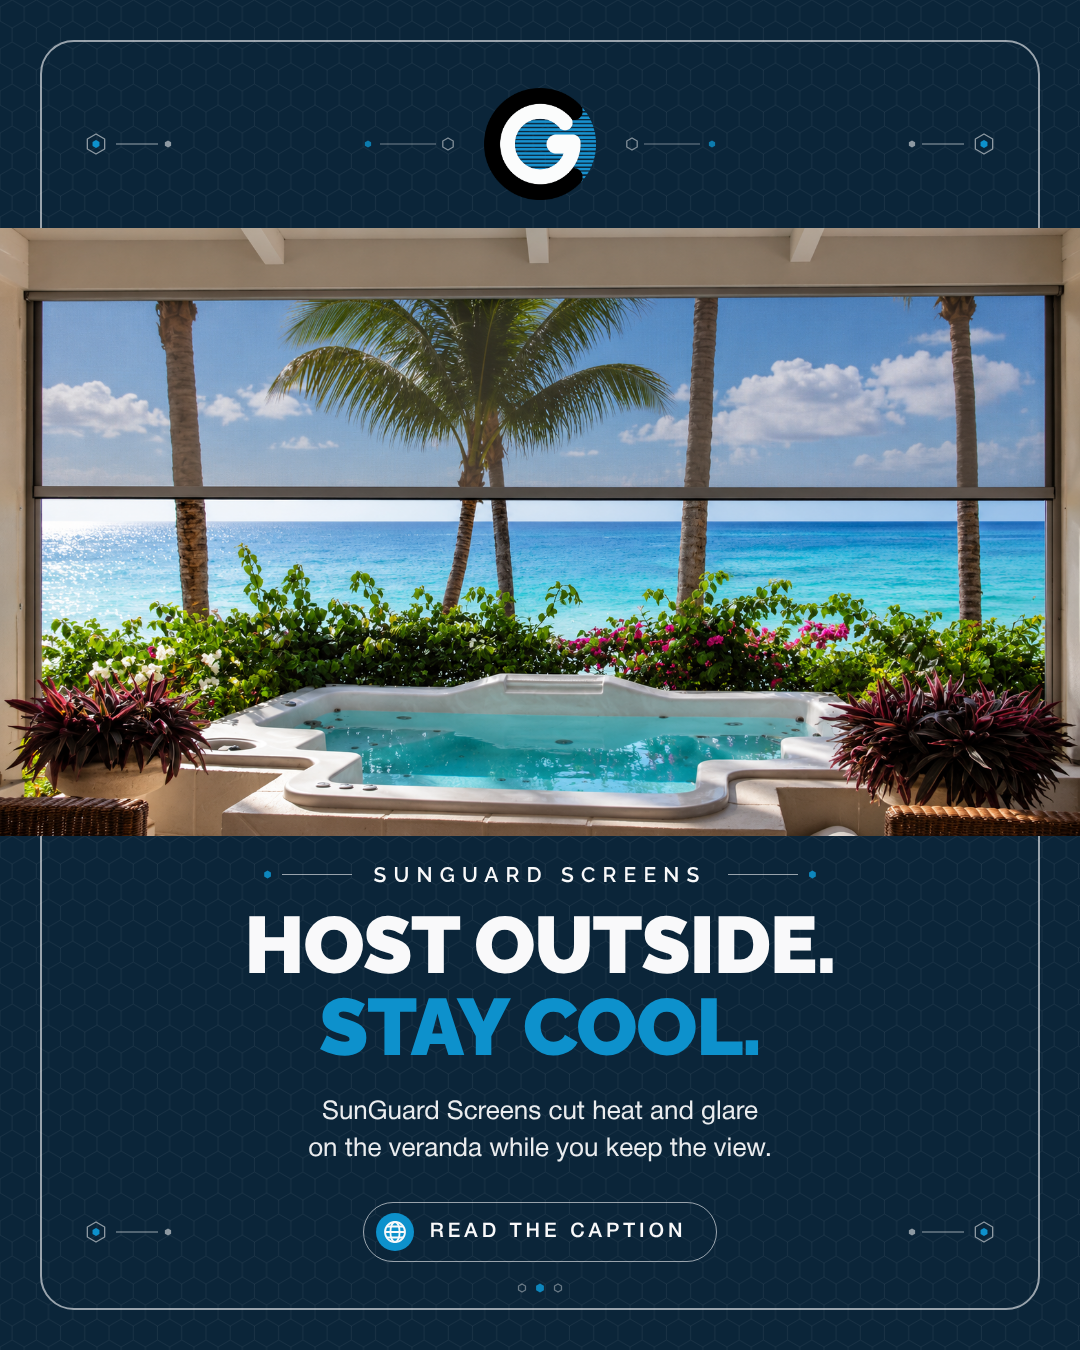 SUNGUARD SCREENS
HOST OUTSIDE.
STAY COOL.
SunGuard Screens cut heat and glare
on the veranda while you keep the view.
READ THE CAPTION